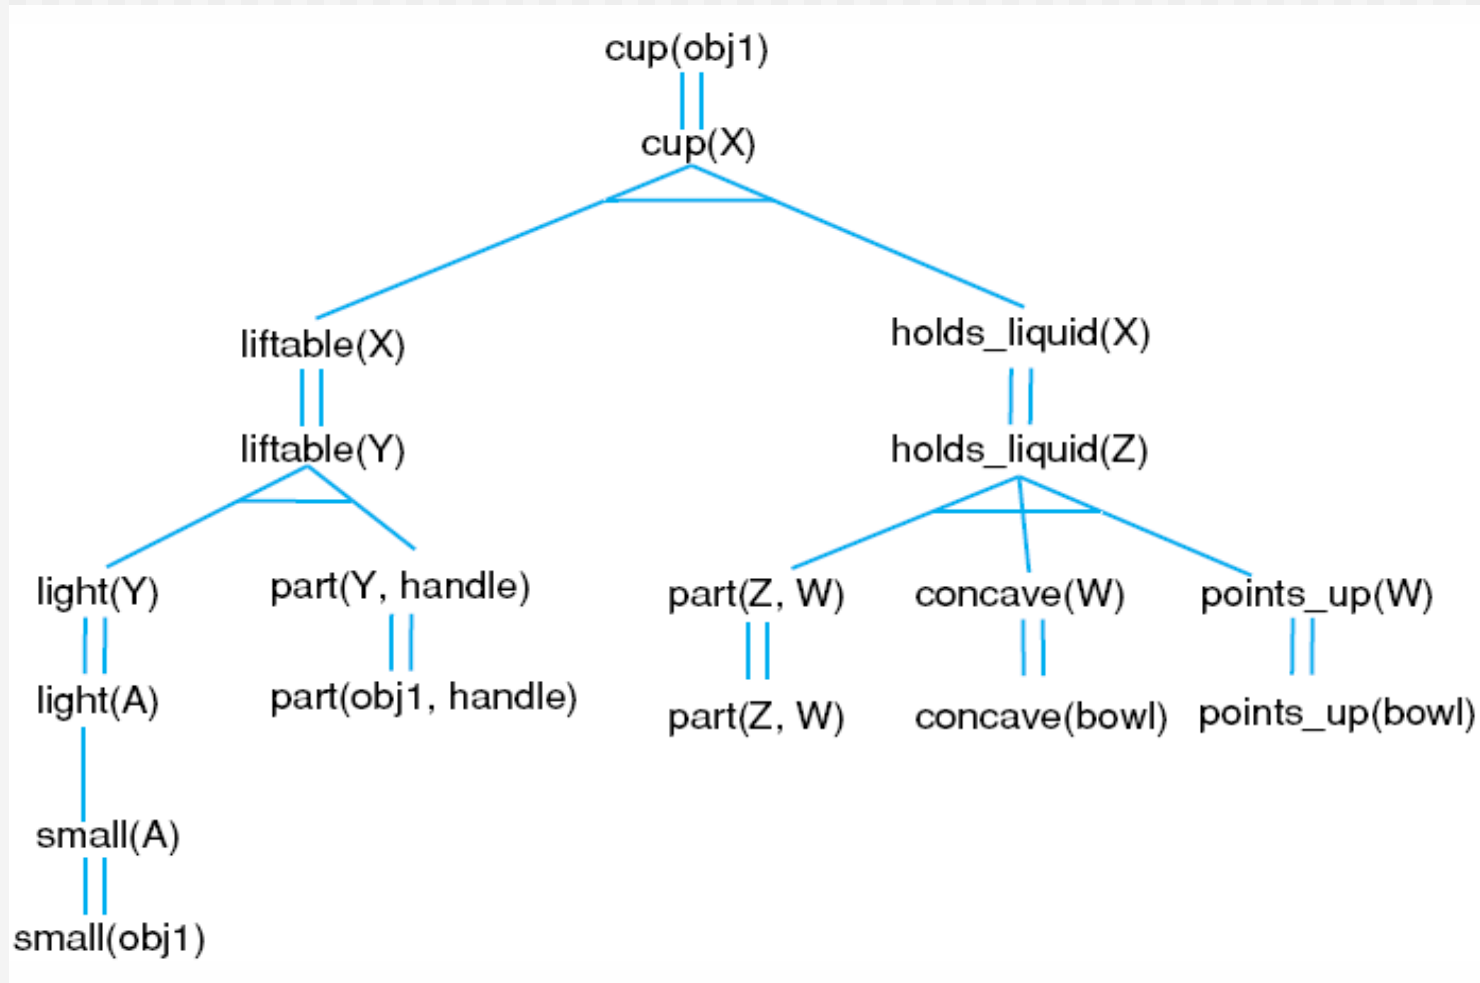 cup(obj1)
cup(X)
liftable(X)
holds_liquid(X)
liftable(Y)
holds_liquid(Z)
light(Y)
part(Y, handle)
part(Z, W)
concave(W)
points_up(W)
light(A)
part(obj1, handle)
part(Z, W)
concave(bowl)
points_up(bowl)
small(A)
small(obj1)